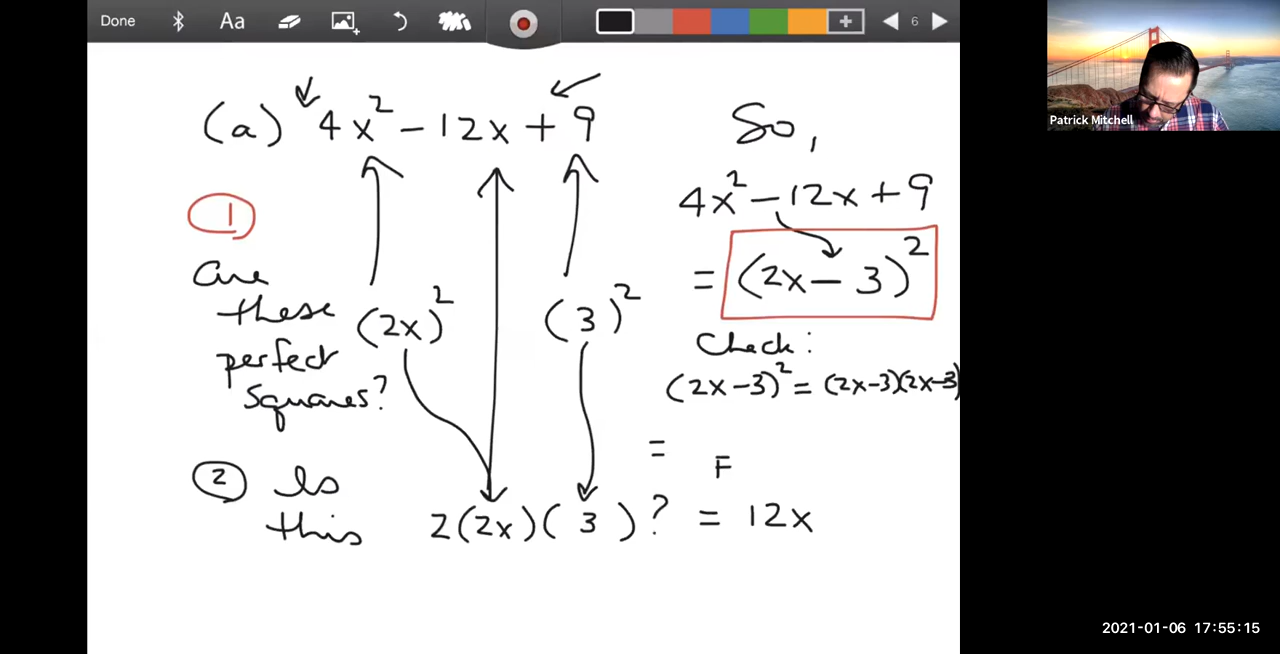 Done
Aa
6
Patrick Mitchell
(a) 4x² - 12x + 9
1
are
these
perfect
squares?
(2x)²
(3)²
2 Is
this
2(2x)(3)? = 12x
So,
4x² - 12x + 9
= (2x - 3)²
Check:
(2x-3)² = (2x-3)(2x-3)
= F
2021-01-06 17:55:15